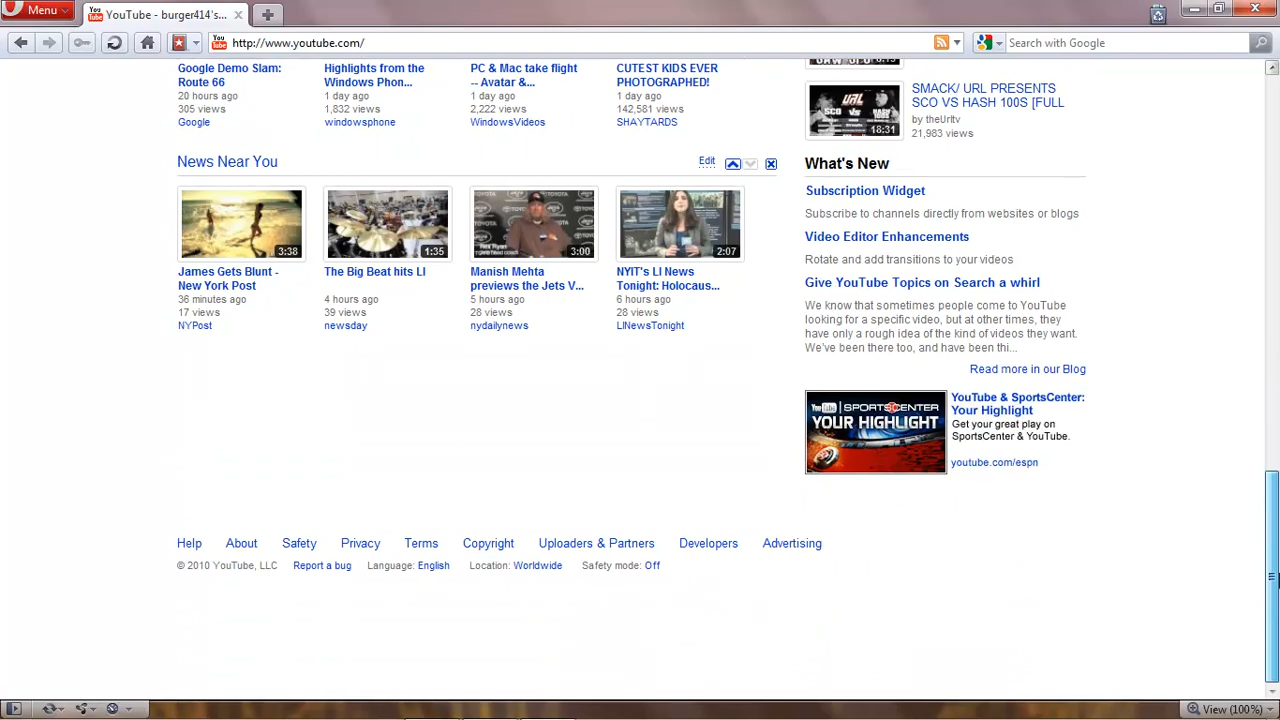 Menu
YouTube - burger414's...
http://www.youtube.com/
Search with Google
Google Demo Slam: Route 66
20 hours ago
305 views
Google
Highlights from the Windows Phon...
1 day ago
1,832 views
windowsphone
PC & Mac take flight -- Avatar &...
1 day ago
2,222 views
WindowsVideos
CUTEST KIDS EVER PHOTOGRAPHED!
1 day ago
142,581 views
SHAYTARDS
18:31
SMACK/ URL PRESENTS
SCO VS HASH 100S [FULL
by theUrltv
21,983 views
News Near You
Edit
3:38
James Gets Blunt -
New York Post
36 minutes ago
17 views
NYPost
1:35
The Big Beat hits LI
4 hours ago
39 views
newsday
3:00
Manish Mehta
previews the Jets V...
5 hours ago
28 views
nydailynews
2:07
NYIT's LI News
Tonight: Holocaus...
6 hours ago
28 views
LINewsTonight
What's New
Subscription Widget
Subscribe to channels directly from websites or blogs
Video Editor Enhancements
Rotate and add transitions to your videos
Give YouTube Topics on Search a whirl
We know that sometimes people come to YouTube
looking for a specific video, but at other times, they
have only a rough idea of the kind of videos they want.
We've been there too, and have been thi...
Read more in our Blog
YouTube SPORTSCENTER
YOUR HIGHLIGHT
YouTube & SportsCenter:
Your Highlight
Get your great play on
SportsCenter & YouTube.
youtube.com/espn
Help About Safety Privacy Terms Copyright Uploaders & Partners Developers Advertising
© 2010 YouTube, LLC Report a bug Language: English Location: Worldwide Safety mode: Off
View (100%)